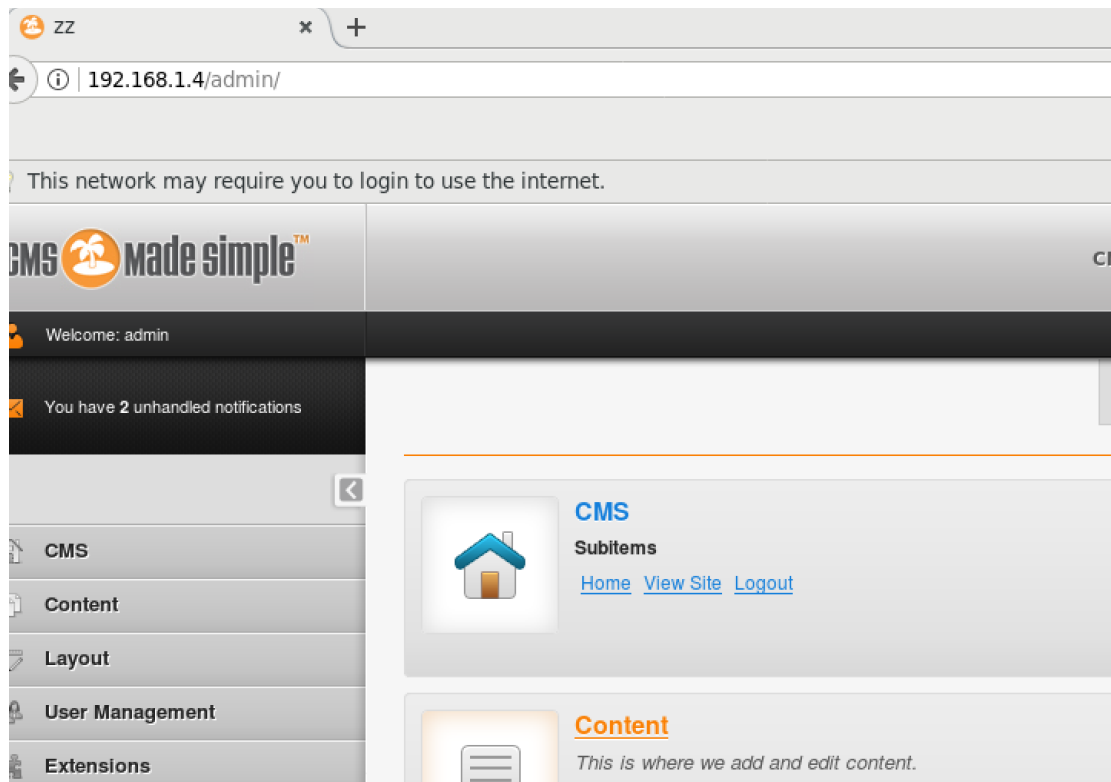 zz
192.168.1.4/admin/
This network may require you to login to use the internet.
CMS made simple™
Welcome: admin
You have 2 unhandled notifications
CMS
Content
Layout
User Management
Extensions
CMS
Subitems
Home View Site Logout
Content
This is where we add and edit content.